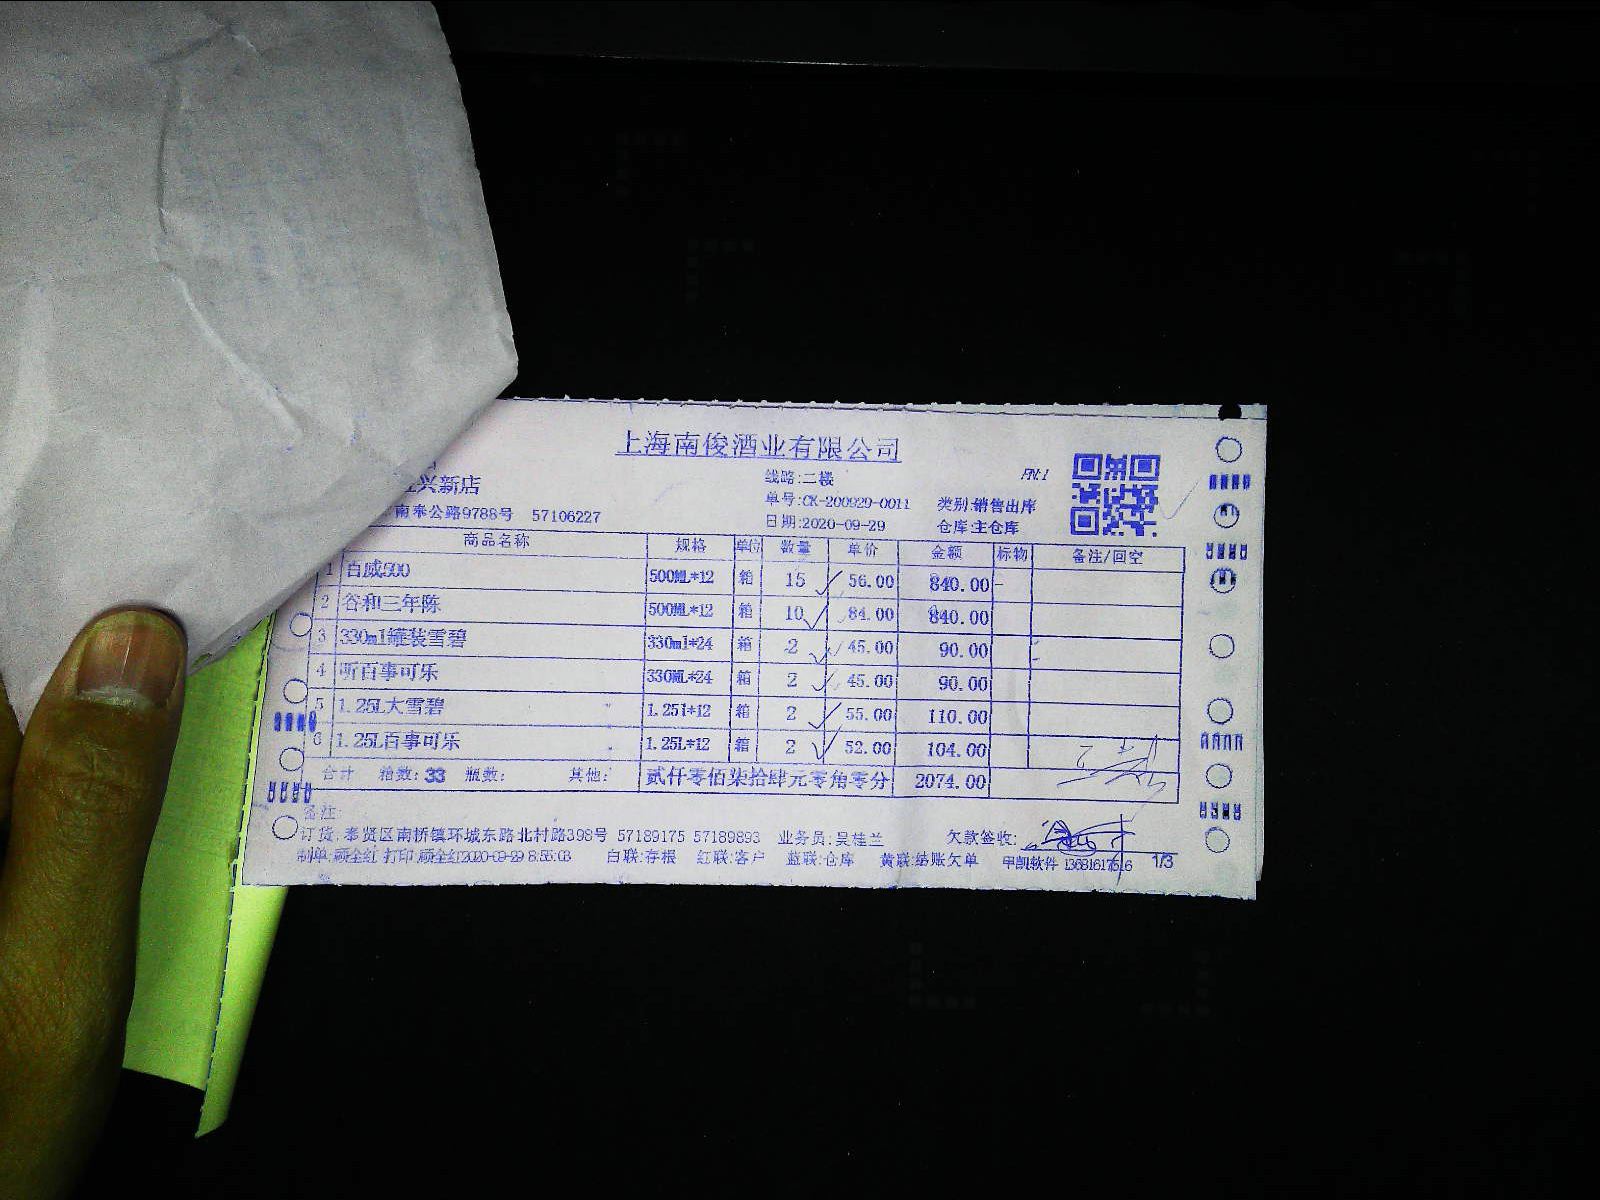 上海南俊酒业有限公司
兴新店 线路:二楼 PN:1
南奉公路9788号 57106227 单号:CK-200929-0011 类别:销售出库
日期:2020-09-29 仓库:主仓库
商品名称 规格 单位 数量 单价 金额 标物 备注/回空
1 百威500 500ML*12 箱 15 56.00 840.00
2 谷和三年陈 500ML*12 箱 10 84.00 840.00
3 330ml罐装雪碧 330ml*24 箱 2 45.00 90.00
4 听百事可乐 330ML*24 箱 2 45.00 90.00
5 1.25L大雪碧 1.25l*12 箱 2 55.00 110.00
6 1.25L百事可乐 1.25L*12 箱 2 52.00 104.00
合计 箱数:33 瓶数: 其他: 贰仟零佰柒拾肆元零角零分 2074.00
备注:
订货:奉贤区南桥镇环城东路北村路398号 57189175 57189893 业务员:吴桂兰 欠款签收:
制单:顾全红 打印:顾全红2020-09-29 8:55:03 白联:存根 红联:客户 蓝联:仓库 黄联:结账欠单 甲凯软件 13681617516 1/3